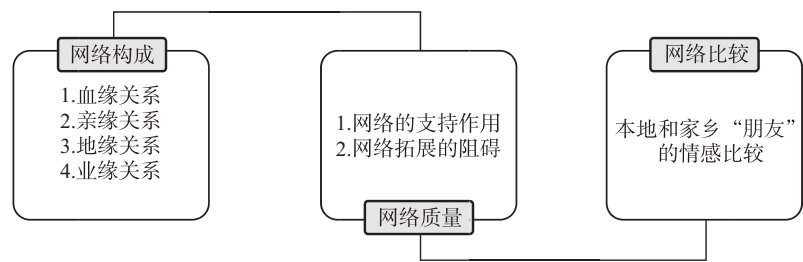 网络构成
1.血缘关系
2.亲缘关系
3.地缘关系
4.业缘关系
1.网络的支持作用
2.网络拓展的阻碍
网络质量
网络比较
本地和家乡“朋友”
的情感比较